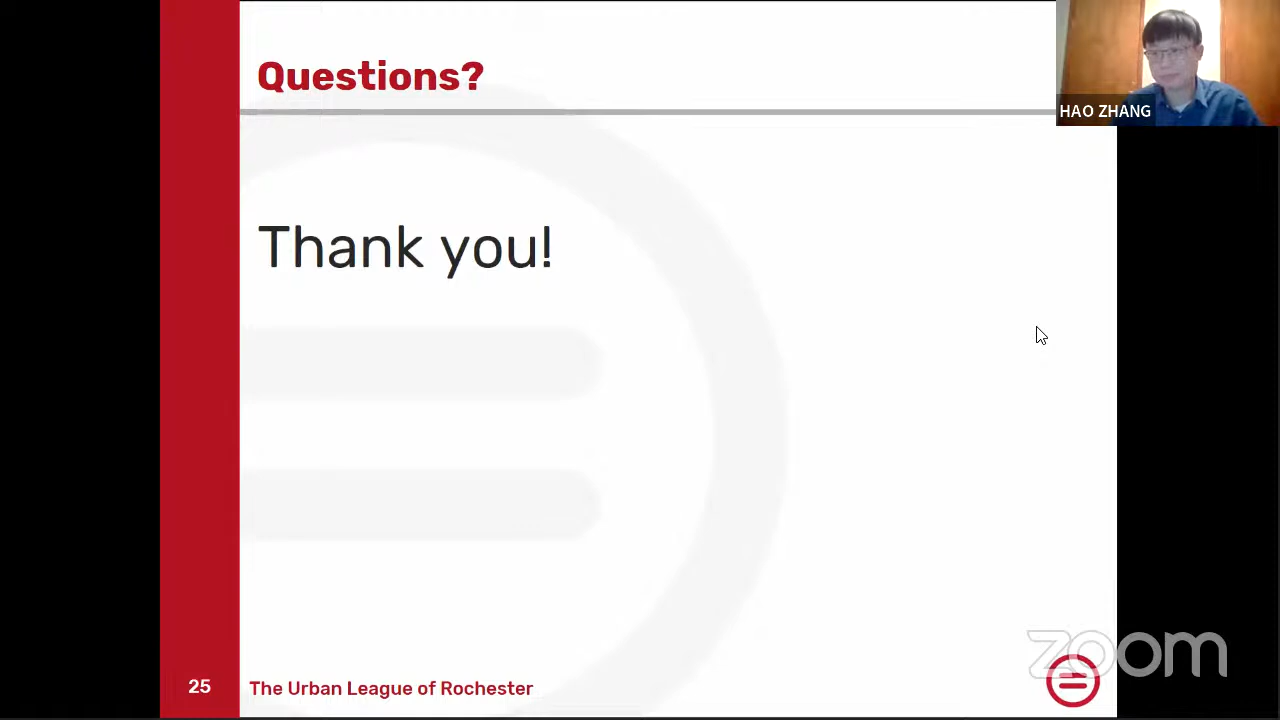 Questions?
HAO ZHANG
Thank you!
zoom
25
The Urban League of Rochester